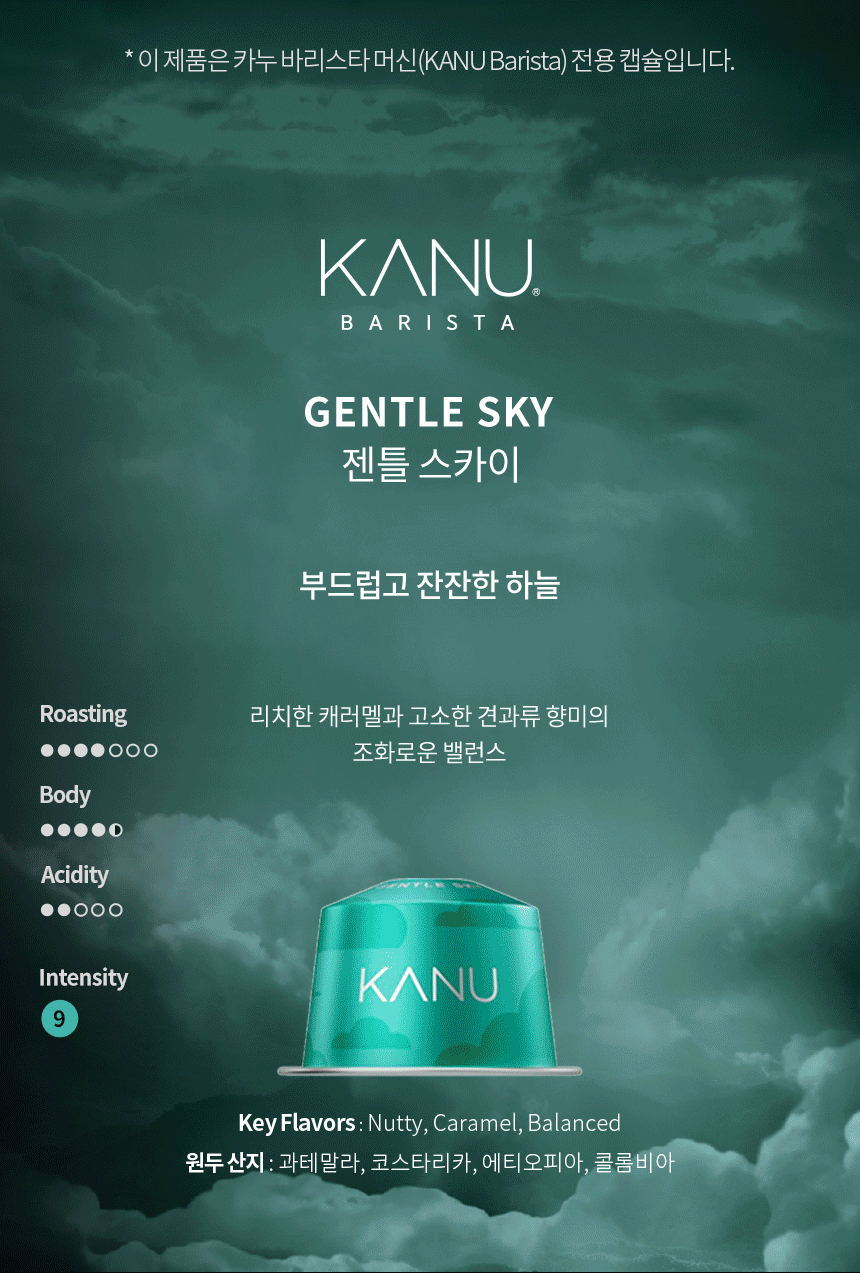 * 이 제품은 카누 바리스타 머신(KANU Barista) 전용 캡슐입니다.
KANU®
BARISTA
GENTLE SKY
젠틀 스카이
부드럽고 잔잔한 하늘
리치한 캐러멜과 고소한 견과류 향미의
조화로운 밸런스
Roasting
Body
Acidity
Intensity
9
GENTLE SKY
KANU
Key Flavors : Nutty, Caramel, Balanced
원두 산지 : 과테말라, 코스타리카, 에티오피아, 콜롬비아